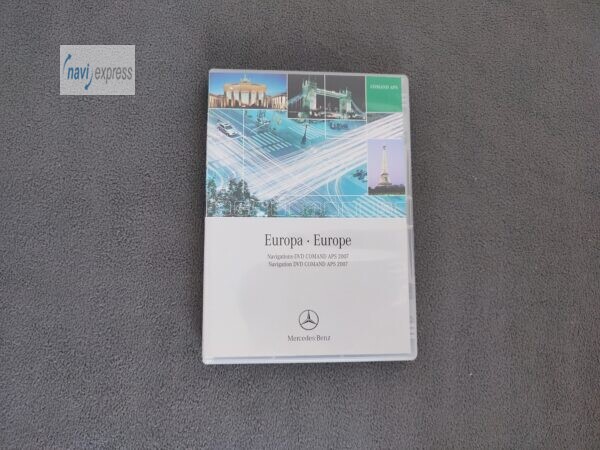 navi express
COMAND APS
Europa · Europe
Navigations-DVD COMAND APS 2007
Navigation DVD COMAND APS 2007
Mercedes-Benz